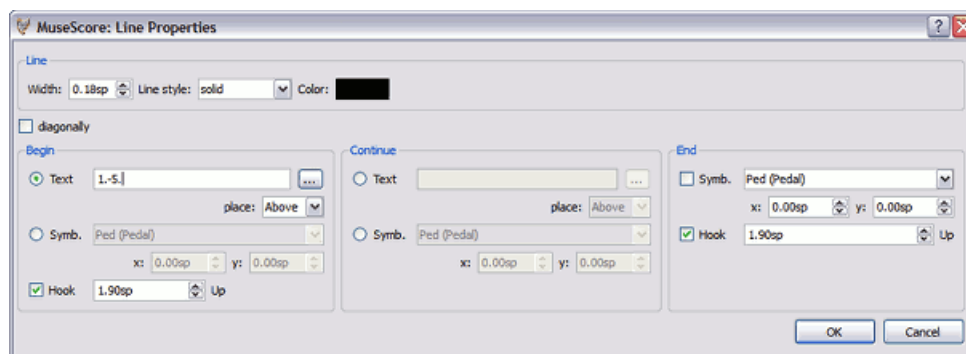 MuseScore: Line Properties
Line
Width: 0.18sp Line style: solid Color:
diagonally
Begin
Text 1.-5.
...
place: Above
Symb. Ped (Pedal)
x: 0.00sp y: 0.00sp
Hook 1.90sp Up
Continue
Text
...
place: Above
Symb. Ped (Pedal)
x: 0.00sp y: 0.00sp
End
Symb. Ped (Pedal)
x: 0.00sp y: 0.00sp
Hook 1.90sp Up
OK Cancel